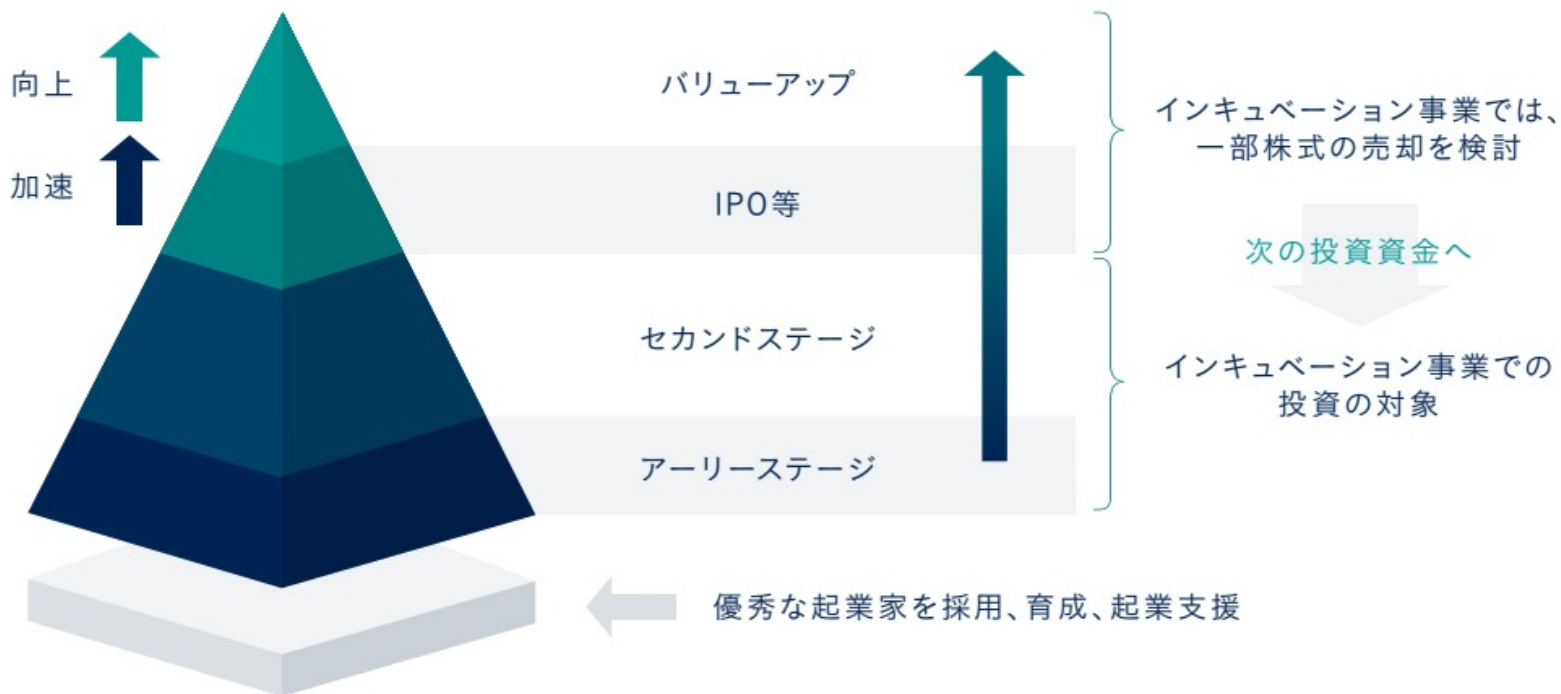 向上
加速
バリューアップ
IPO等
セカンドステージ
アーリーステージ
インキュベーション事業では、
一部株式の売却を検討
次の投資資金へ
インキュベーション事業での
投資の対象
優秀な起業家を採用、育成、起業支援